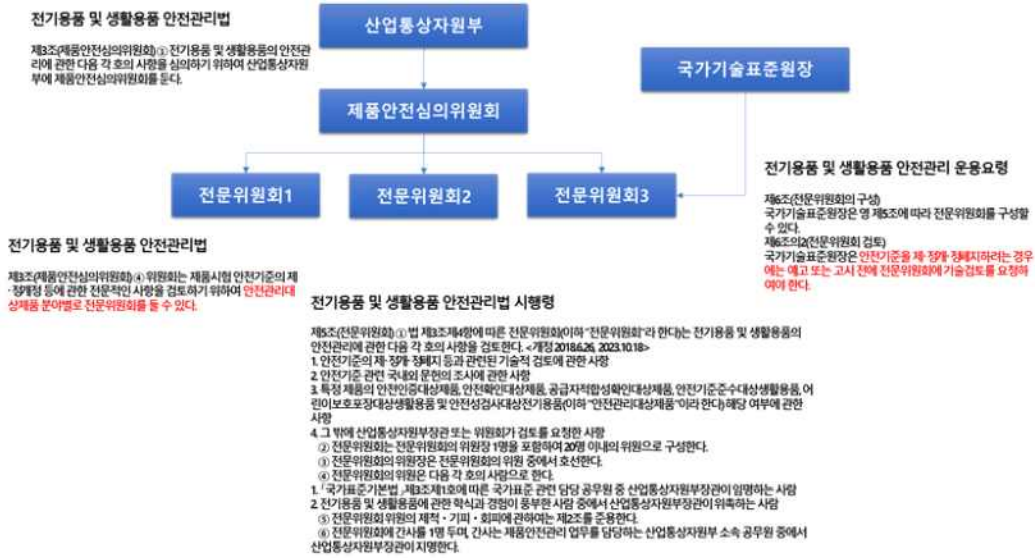 전기용품 및 생활용품 안전관리법
제3조(제품안전심의위원회) ① 전기용품 및 생활용품의 안전관
리에 관한 다음 각 호의 사항을 심의하기 위하여 산업통상자원
부에 제품안전심의위원회를 둔다.
산업통상자원부
국가기술표준원장
제품안전심의위원회
전문위원회1
전문위원회2
전문위원회3
전기용품 및 생활용품 안전관리 운용요령
제6조(전문위원회의 구성)
국가기술표준원장은 영 제5조에 따라 전문위원회를 구성할
수 있다.
제6조의2(전문위원회 검토)
국가기술표준원장은 안전기준을 제·정개·정폐지하려는 경우
에는 예고 또는 고시 전에 전문위원회에 기술검토를 요청하
여야 한다.
전기용품 및 생활용품 안전관리법
제3조(제품안전심의위원회) ④ 위원회는 제품시험 안전기준의 제
·정개정 등에 관한 전문적인 사항을 검토하기 위하여 안전관리대
상제품 분야별로 전문위원회를 둘 수 있다.
전기용품 및 생활용품 안전관리법 시행령
제5조(전문위원회) ① 법 제3조제4항에 따른 전문위원회(이하 "전문위원회"라 한다)는 전기용품 및 생활용품의
안전관리에 관한 다음 각 호의 사항을 검토한다. <개정 2018.6.26, 2023.10.18>
1. 안전기준의 제·정개·정폐지 등과 관련된 기술적 검토에 관한 사항
2. 안전기준 관련 국내외 문헌의 조사에 관한 사항
3. 특정 제품의 안전인증대상제품, 안전확인대상제품, 공급자적합성확인대상제품, 안전기준준수대상생활용품, 어
린이보호포장대상생활용품 및 안전성검사대상전기용품(이하 "안전관리대상제품"이라 한다) 해당 여부에 관한
사항
4. 그 밖에 산업통상자원부장관 또는 위원회가 검토를 요청한 사항
② 전문위원회는 전문위원회의 위원장 1명을 포함하여 20명 이내의 위원으로 구성한다.
③ 전문위원회의 위원장은 전문위원회의 위원 중에서 호선한다.
④ 전문위원회의 위원은 다음 각 호의 사람으로 한다.
1. 「국가표준기본법」 제3조제1호에 따른 국가표준 관련 담당 공무원 중 산업통상자원부장관이 임명하는 사람
2. 전기용품 및 생활용품에 관한 학식과 경험이 풍부한 사람 중에서 산업통상자원부장관이 위촉하는 사람
⑤ 전문위원회 위원의 제척·기피·회피에 관하여는 제2조를 준용한다.
⑥ 전문위원회에 간사를 1명 두며, 간사는 제품안전관리 업무를 담당하는 산업통상자원부 소속 공무원 중에서
산업통상자원부장관이 지명한다.